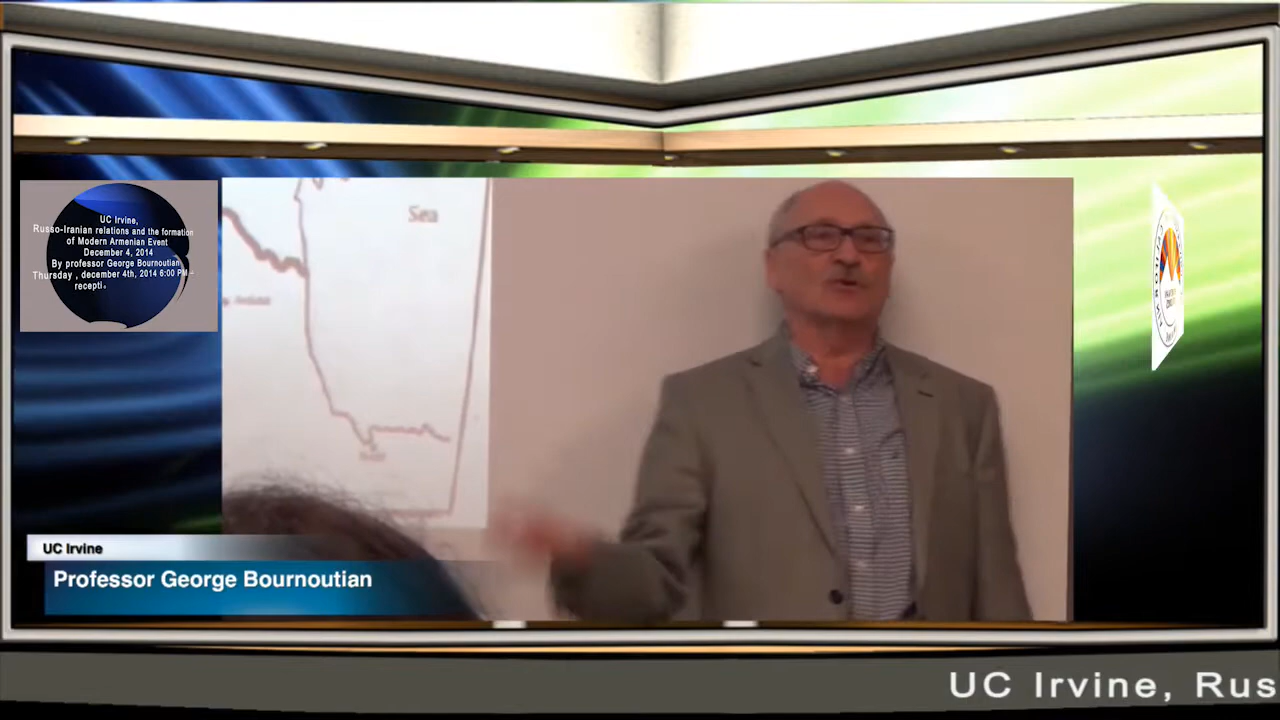 UC Irvine,
Russo-Iranian relations and the formation
of Modern Armenian Event
December 4, 2014
By professor George Bournoutian
Thursday , december 4th, 2014 6:00 PM –
recepti
Sea
UC Irvine
Professor George Bournoutian
UC Irvine, Rus